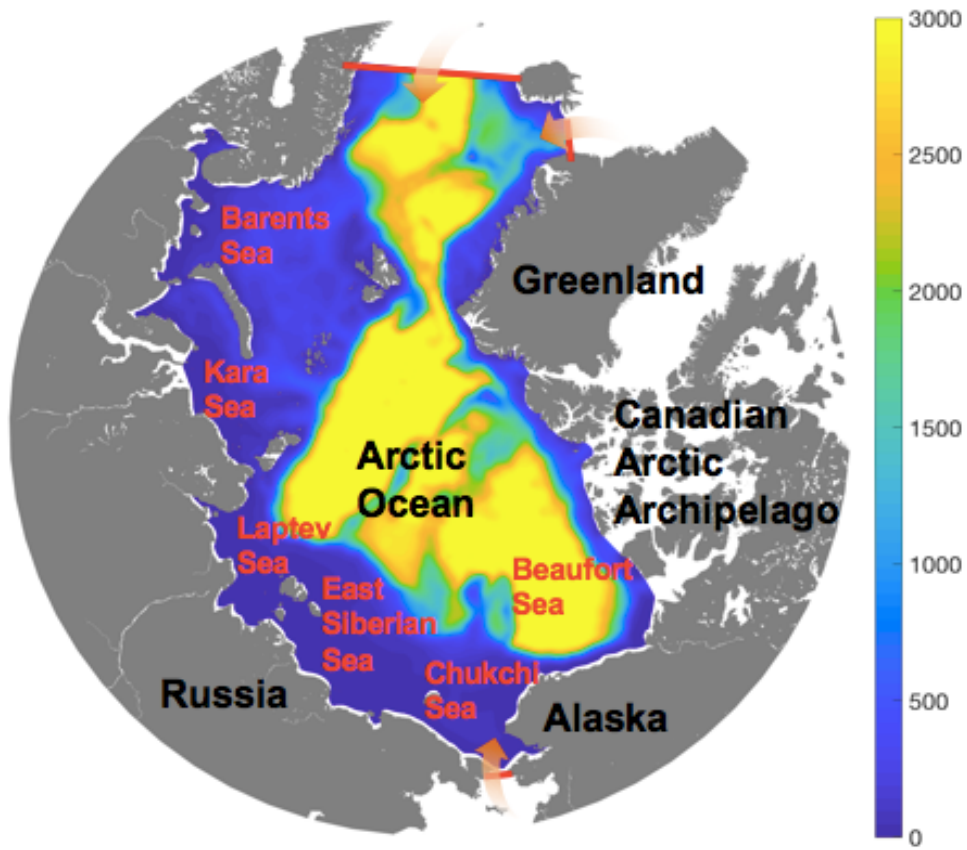 3000
Barents
Sea
2500
Greenland
2000
Kara
Sea
Canadian
Arctic
Archipelago
1500
Arctic
Ocean
Laptev
Sea
1000
Beaufort
Sea
East
Siberian
Sea
Chukchi
Sea
500
Russia
Alaska
0